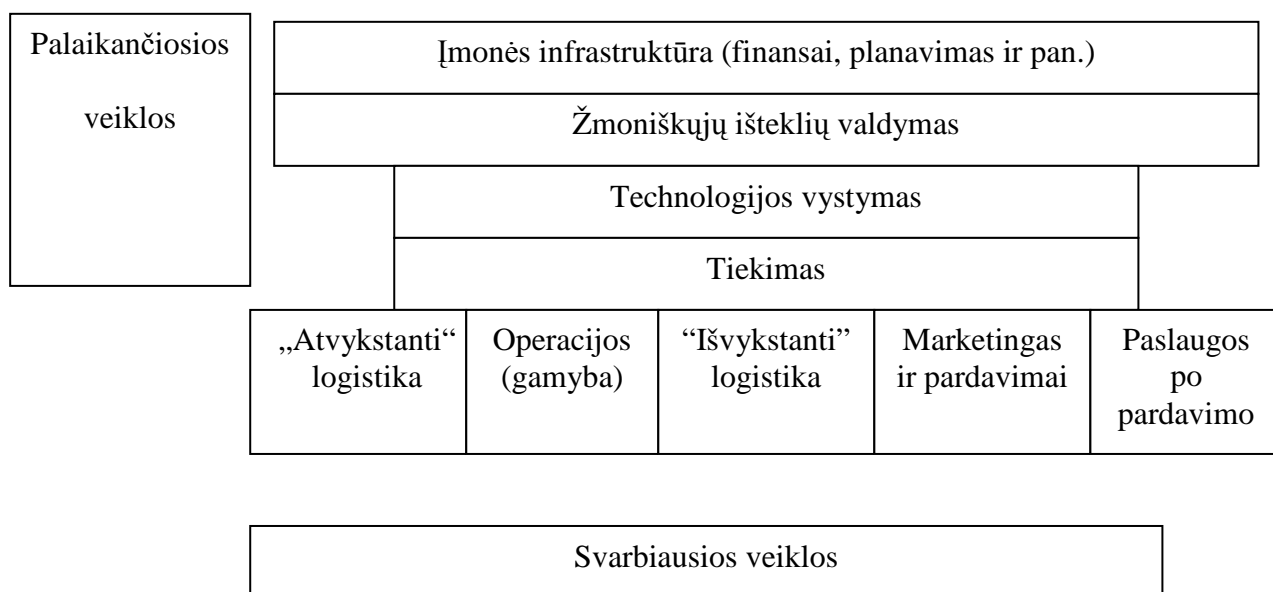 Palaikančiosios
veiklos
Įmonės infrastruktūra (finansai, planavimas ir pan.)
Žmoniškųjų išteklių valdymas
Technologijos vystymas
Tiekimas
„Atvykstanti“
logistika
Operacijos
(gamyba)
“Išvykstanti”
logistika
Marketingas
ir pardavimai
Paslaugos
po
pardavimo
Svarbiausios veiklos